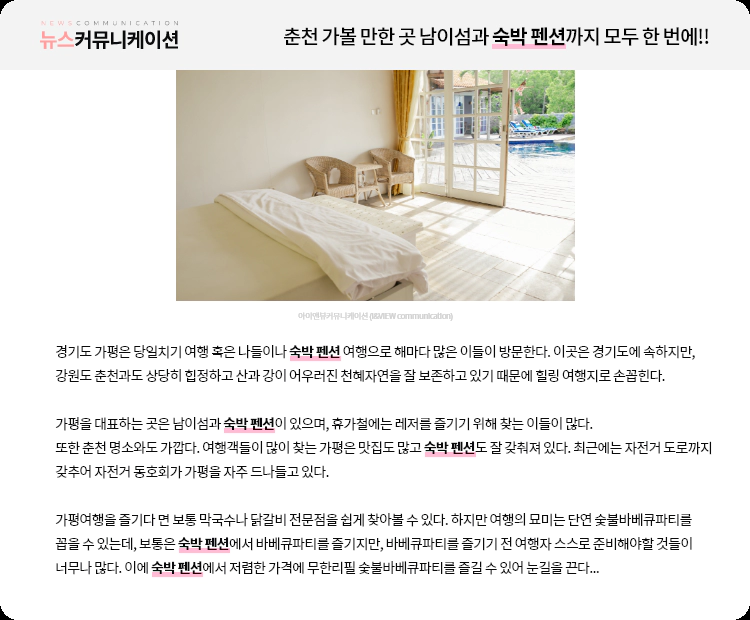 NEWSCOMMUNICATION
뉴스커뮤니케이션
춘천 가볼 만한 곳 남이섬과 숙박 펜션까지 모두 한 번에!!
아이앤뷰커뮤니케이션 (I&VIEW communication)
경기도 가평은 당일치기 여행 혹은 나들이나 숙박 펜션 여행으로 해마다 많은 이들이 방문한다. 이곳은 경기도에 속하지만,
강원도 춘천과도 상당히 힙정하고 산과 강이 어우러진 천혜자연을 잘 보존하고 있기 때문에 힐링 여행지로 손꼽힌다.
가평을 대표하는 곳은 남이섬과 숙박 펜션이 있으며, 휴가철에는 레저를 즐기기 위해 찾는 이들이 많다.
또한 춘천 명소와도 가깝다. 여행객들이 많이 찾는 가평은 맛집도 많고 숙박 펜션도 잘 갖춰져 있다. 최근에는 자전거 도로까지
갖추어 자전거 동호회가 가평을 자주 드나들고 있다.
가평여행을 즐기다 면 보통 막국수나 닭갈비 전문점을 쉽게 찾아볼 수 있다. 하지만 여행의 묘미는 단연 숯불바베큐파티를
꼽을 수 있는데, 보통은 숙박 펜션에서 바베큐파티를 즐기지만, 바베큐파티를 즐기기 전 여행자 스스로 준비해야할 것들이
너무나 많다. 이에 숙박 펜션에서 저렴한 가격에 무한리필 숯불바베큐파티를 즐길 수 있어 눈길을 끈다...